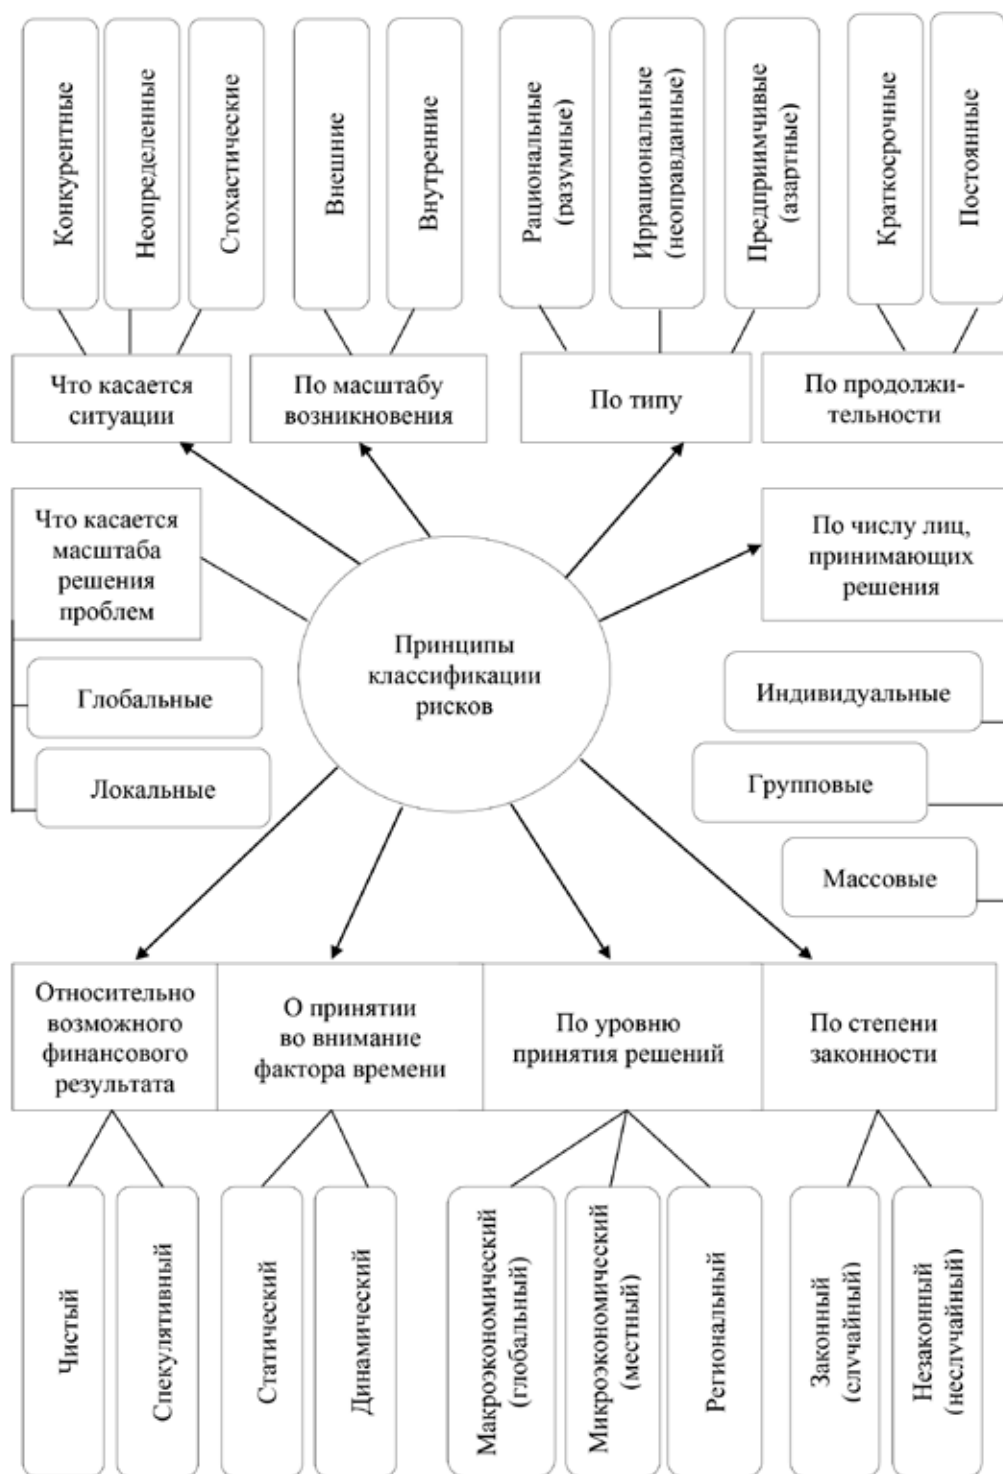 Конкурентные
Неопределенные
Стохастические
Внешние
Внутренние
Рациональные
(разумные)
Иррациональные
(неоправданные)
Предприимчивые
(азартные)
Краткосрочные
Постоянные
Что касается
ситуации
По масштабу
возникновения
По типу
По продолжи-
тельности
Что касается
масштаба
решения
проблем
По числу лиц,
принимающих
решения
Принципы
классификации
рисков
Глобальные
Локальные
Индивидуальные
Групповые
Массовые
Относительно
возможного
финансового
результата
О принятии
во внимание
фактора времени
По уровню
принятия решений
По степени
законности
Чистый
Спекулятивный
Статический
Динамический
Макроэкономический
(глобальный)
Микроэкономический
(местный)
Региональный
Законный
(случайный)
Незаконный
(неслучайный)